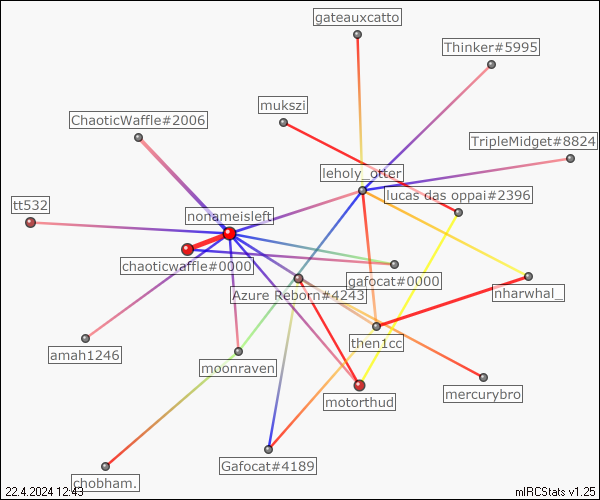 gateauxcatto
Thinker#5995
mukszi
ChaoticWaffle#2006
TripleMidget#8824
leholy_otter
lucas das oppai#2396
tt532
nonameisleft
chaoticwaffle#0000
gafocat#0000
Azure Reborn#4243
nharwhal_
then1cc
amah1246
moonraven
motorthud
mercurybro
Gafocat#4189
chobham.
22.4.2024 12:43
mIRCStats v1.25